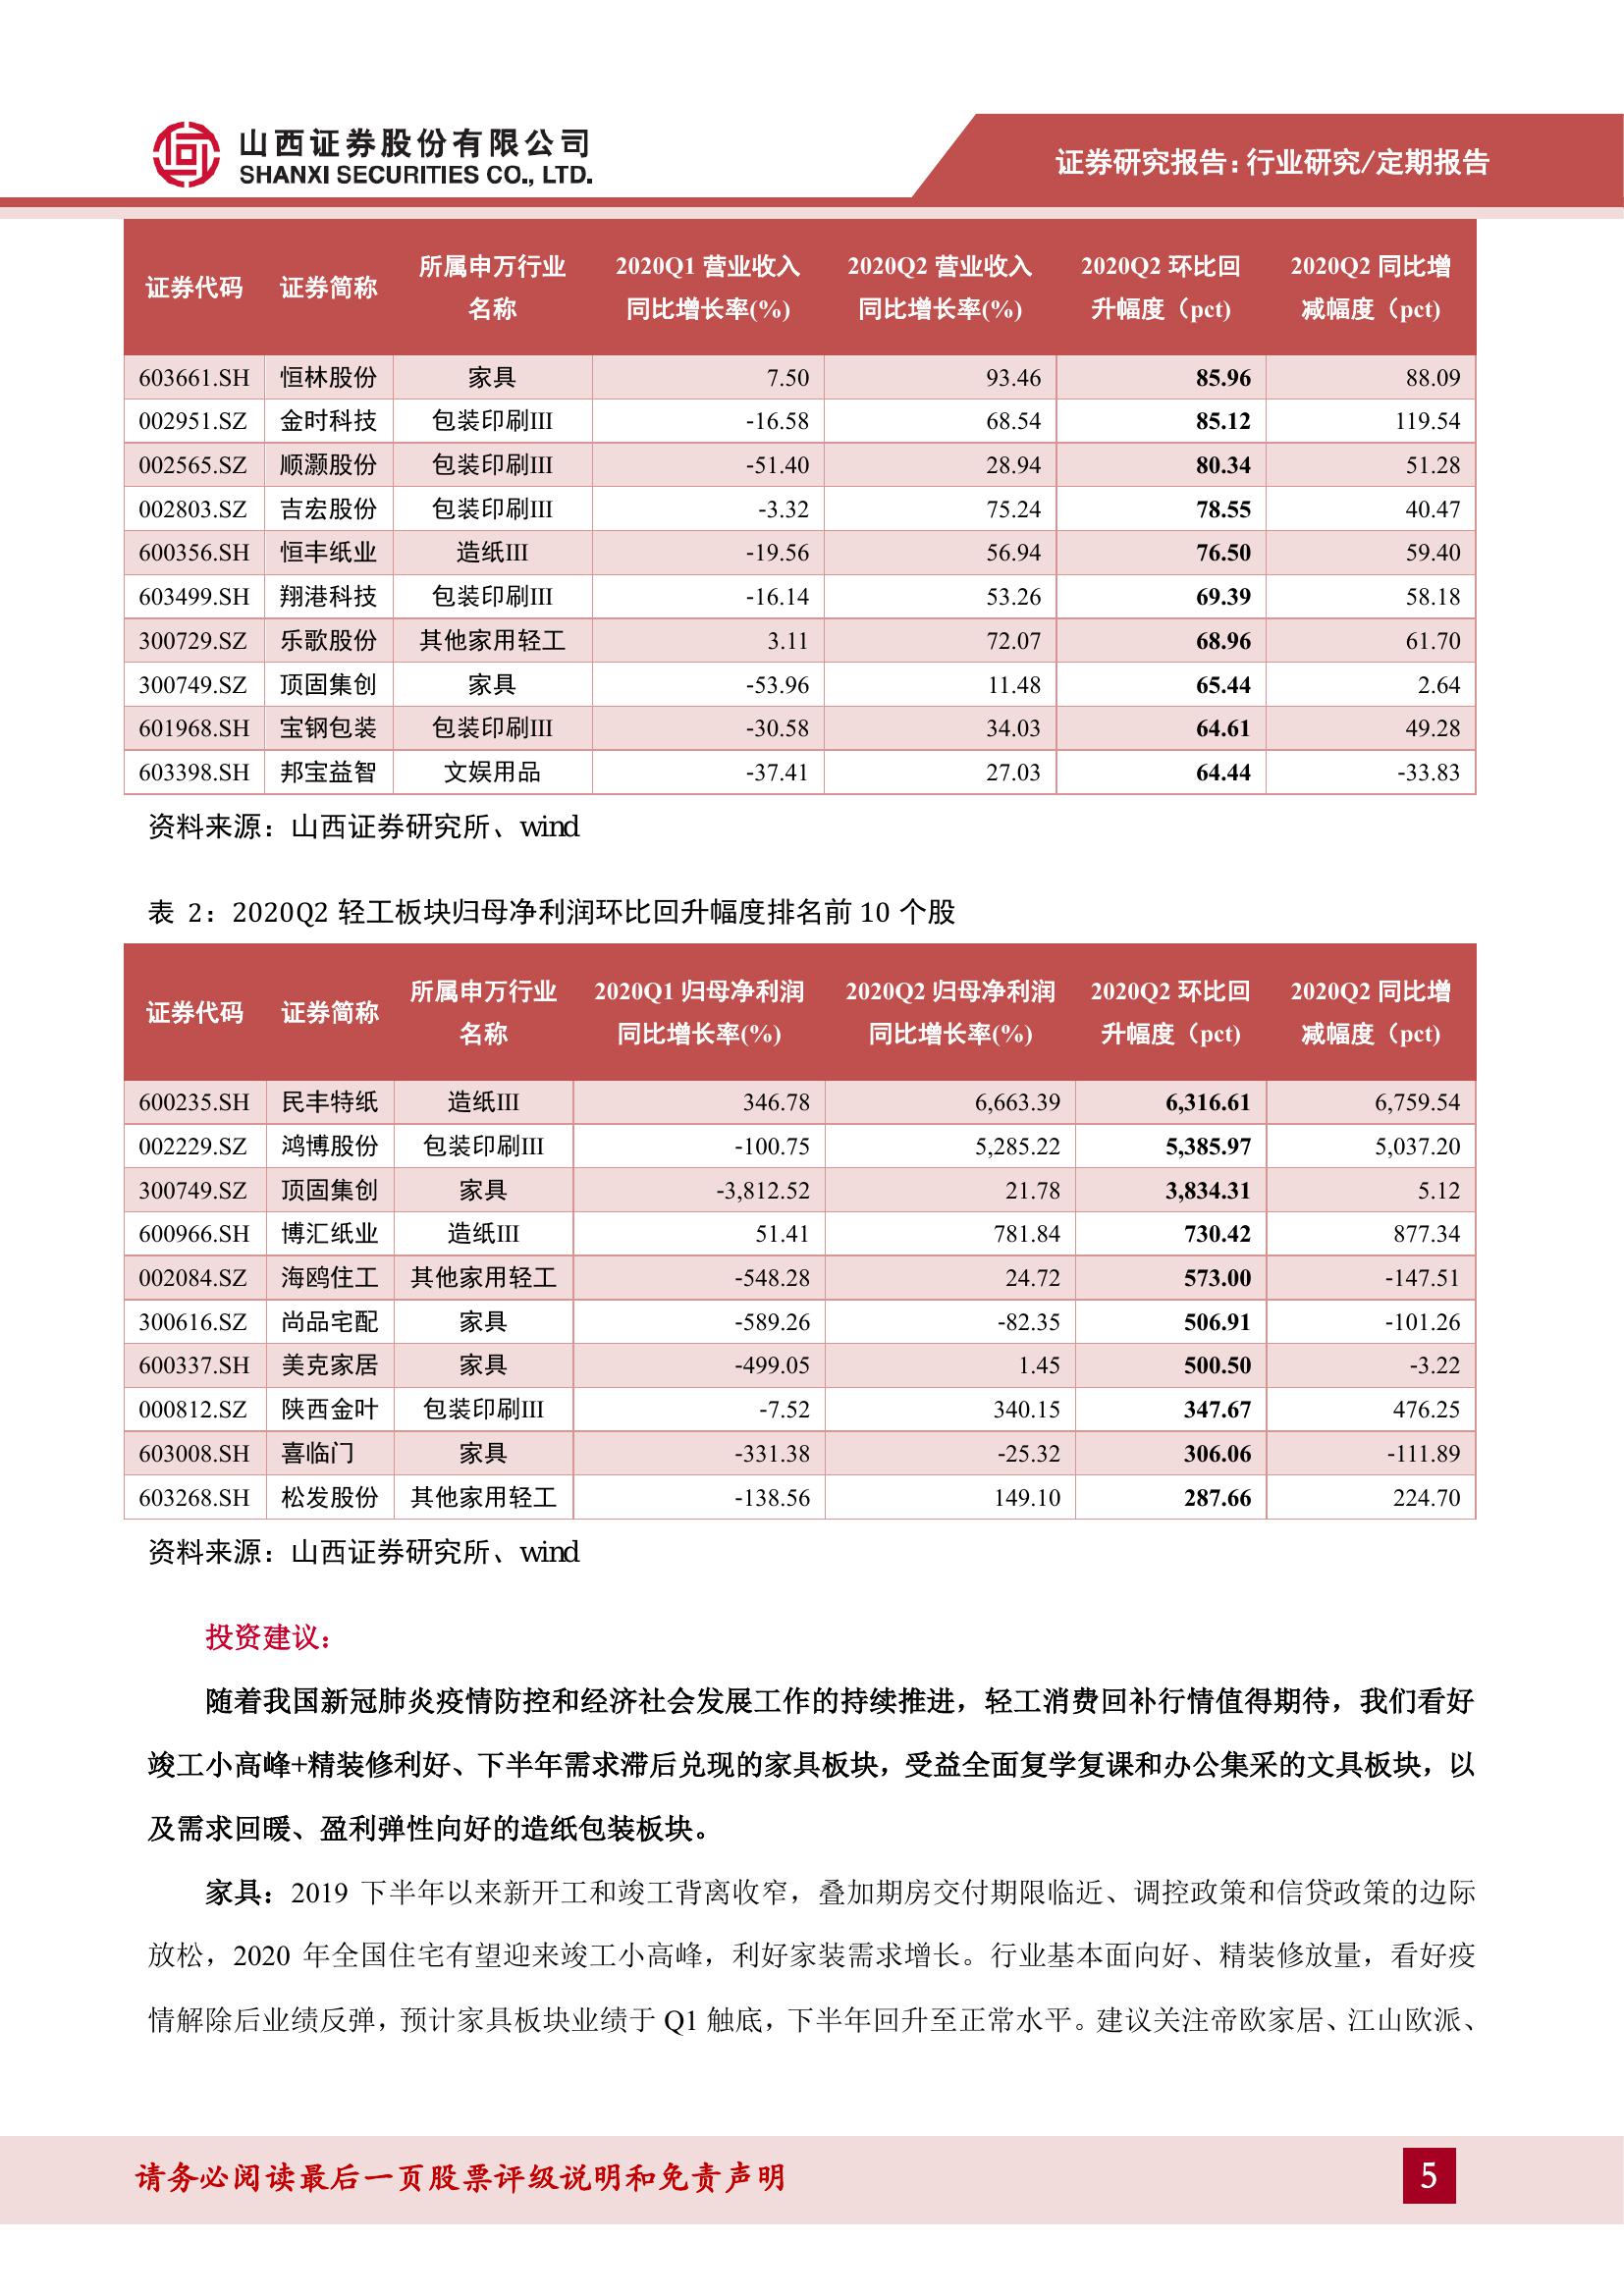 山西证券股份有限公司
SHANXI SECURITIES CO., LTD.
证券研究报告:行业研究/定期报告
证券代码 证券简称 所属申万行业名称 2020Q1 营业收入同比增长率(%) 2020Q2 营业收入同比增长率(%) 2020Q2 环比回升幅度（pct) 2020Q2 同比增减幅度（pct)
603661.SH 恒林股份 家具 7.50 93.46 85.96 88.09
002951.SZ 金时科技 包装印刷III -16.58 68.54 85.12 119.54
002565.SZ 顺灏股份 包装印刷III -51.40 28.94 80.34 51.28
002803.SZ 吉宏股份 包装印刷III -3.32 75.24 78.55 40.47
600356.SH 恒丰纸业 造纸III -19.56 56.94 76.50 59.40
603499.SH 翔港科技 包装印刷III -16.14 53.26 69.39 58.18
300729.SZ 乐歌股份 其他家用轻工 3.11 72.07 68.96 61.70
300749.SZ 顶固集创 家具 -53.96 11.48 65.44 2.64
601968.SH 宝钢包装 包装印刷III -30.58 34.03 64.61 49.28
603398.SH 邦宝益智 文娱用品 -37.41 27.03 64.44 -33.83
资料来源：山西证券研究所、wind
表 2：2020Q2 轻工板块归母净利润环比回升幅度排名前 10 个股
证券代码 证券简称 所属申万行业名称 2020Q1 归母净利润同比增长率(%) 2020Q2 归母净利润同比增长率(%) 2020Q2 环比回升幅度（pct) 2020Q2 同比增减幅度（pct)
600235.SH 民丰特纸 造纸III 346.78 6,663.39 6,316.61 6,759.54
002229.SZ 鸿博股份 包装印刷III -100.75 5,285.22 5,385.97 5,037.20
300749.SZ 顶固集创 家具 -3,812.52 21.78 3,834.31 5.12
600966.SH 博汇纸业 造纸III 51.41 781.84 730.42 877.34
002084.SZ 海鸥住工 其他家用轻工 -548.28 24.72 573.00 -147.51
300616.SZ 尚品宅配 家具 -589.26 -82.35 506.91 -101.26
600337.SH 美克家居 家具 -499.05 1.45 500.50 -3.22
000812.SZ 陕西金叶 包装印刷III -7.52 340.15 347.67 476.25
603008.SH 喜临门 家具 -331.38 -25.32 306.06 -111.89
603268.SH 松发股份 其他家用轻工 -138.56 149.10 287.66 224.70
资料来源：山西证券研究所、wind
投资建议：
随着我国新冠肺炎疫情防控和经济社会发展工作的持续推进，轻工消费回补行情值得期待，我们看好
竣工小高峰+精装修利好、下半年需求滞后兑现的家具板块，受益全面复学复课和办公集采的文具板块，以
及需求回暖、盈利弹性向好的造纸包装板块。
家具：2019 下半年以来新开工和竣工背离收窄，叠加期房交付期限临近、调控政策和信贷政策的边际
放松，2020 年全国住宅有望迎来竣工小高峰，利好家装需求增长。行业基本面向好、精装修放量，看好疫
情解除后业绩反弹，预计家具板块业绩于 Q1 触底，下半年回升至正常水平。建议关注帝欧家居、江山欧派、
请务必阅读最后一页股票评级说明和免责声明
5